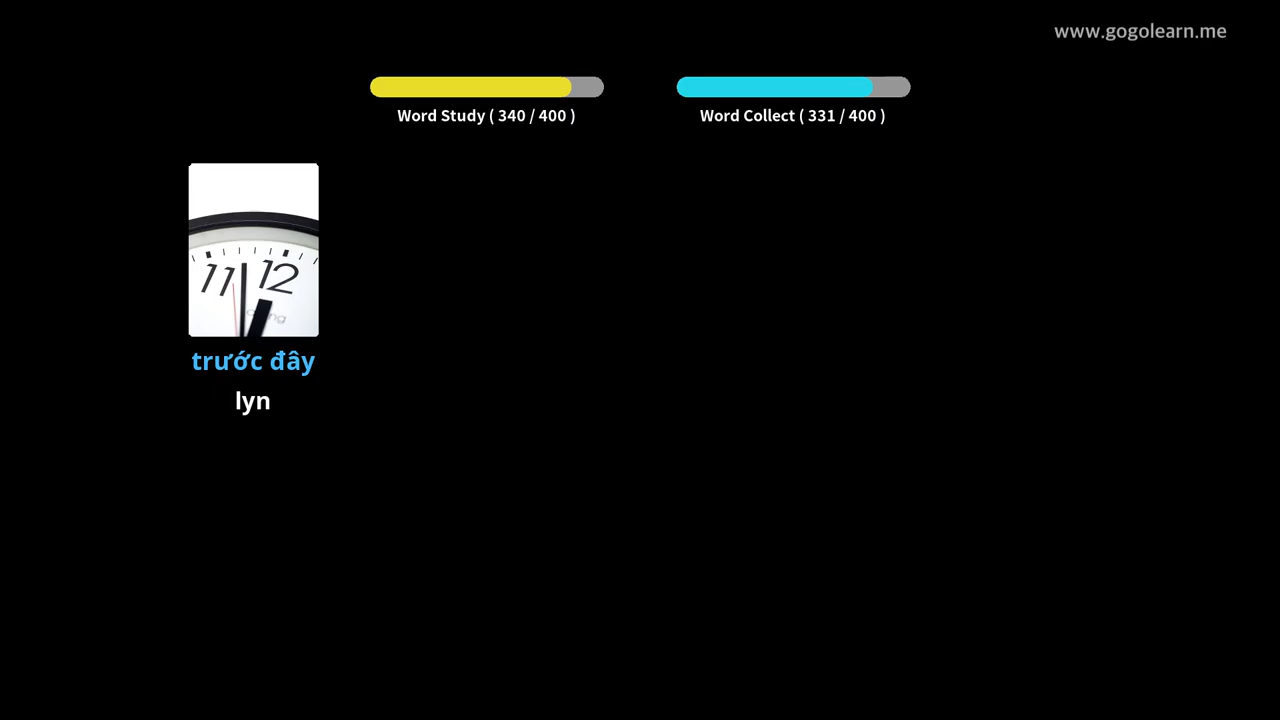 www.gogolearn.me
Word Study ( 340 / 400 )
Word Collect ( 331 / 400 )
11 12
trước đây
lyn